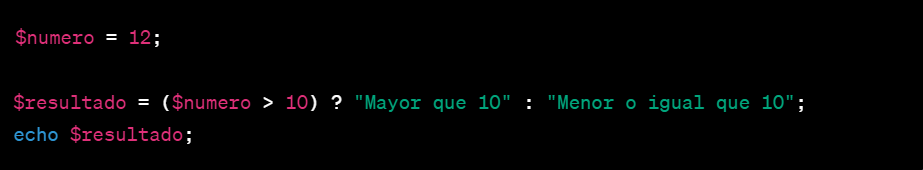 $numero = 12;
$resultado = ($numero > 10) ? "Mayor que 10" : "Menor o igual que 10";
echo $resultado;